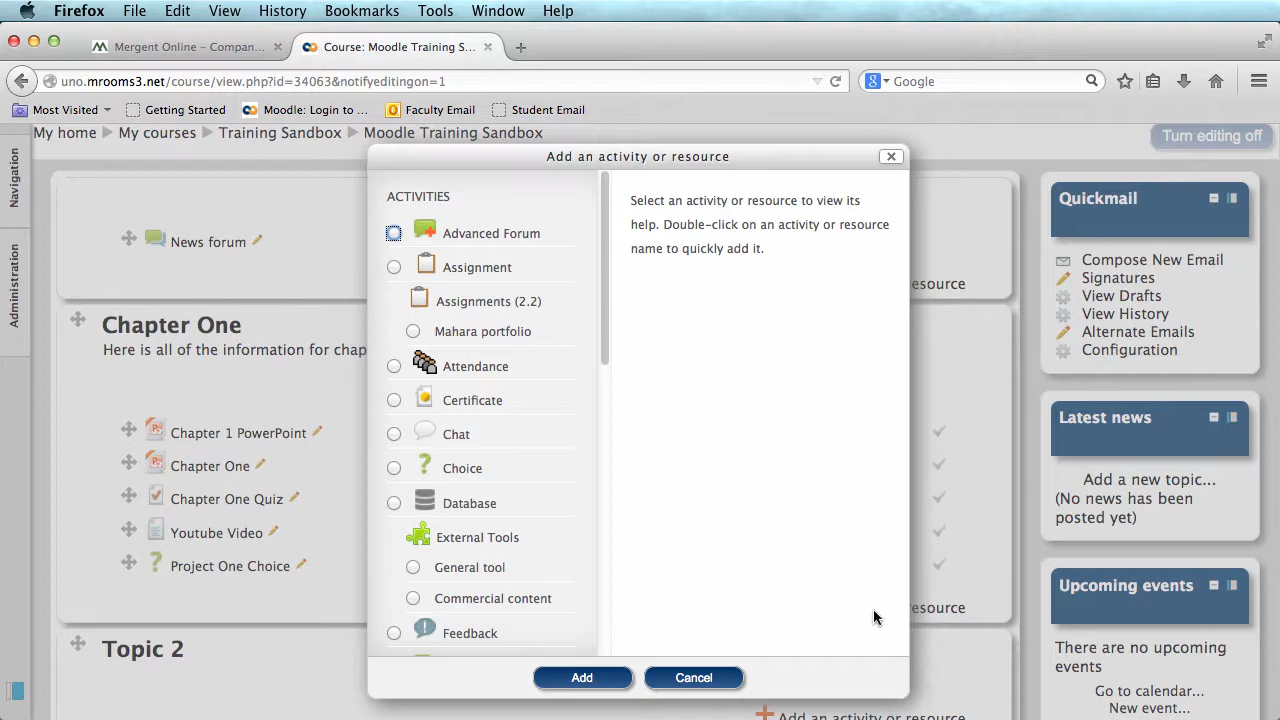 Firefox File Edit View History Bookmarks Tools Window Help
Mergent Online – Compan...
Course: Moodle Training S...
uno.mrooms3.net/course/view.php?id=34063&notifyeditingon=1
Google
Most Visited
Getting Started
Moodle: Login to ...
Faculty Email
Student Email
My home My courses Training Sandbox Moodle Training Sandbox
Turn editing off
Navigation
Administration
News forum
esource
Chapter One
Here is all of the information for chap
Chapter 1 PowerPoint
Chapter One
Chapter One Quiz
Youtube Video
Project One Choice
esource
Topic 2
Add an activity or resource
Add an activity or resource
ACTIVITIES
Advanced Forum
Assignment
Assignments (2.2)
Mahara portfolio
Attendance
Certificate
Chat
Choice
Database
External Tools
General tool
Commercial content
Feedback
Select an activity or resource to view its
help. Double-click on an activity or resource
name to quickly add it.
Add
Cancel
Quickmail
Compose New Email
Signatures
View Drafts
View History
Alternate Emails
Configuration
Latest news
Add a new topic...
(No news has been
posted yet)
Upcoming events
There are no upcoming
events
Go to calendar...
New event...